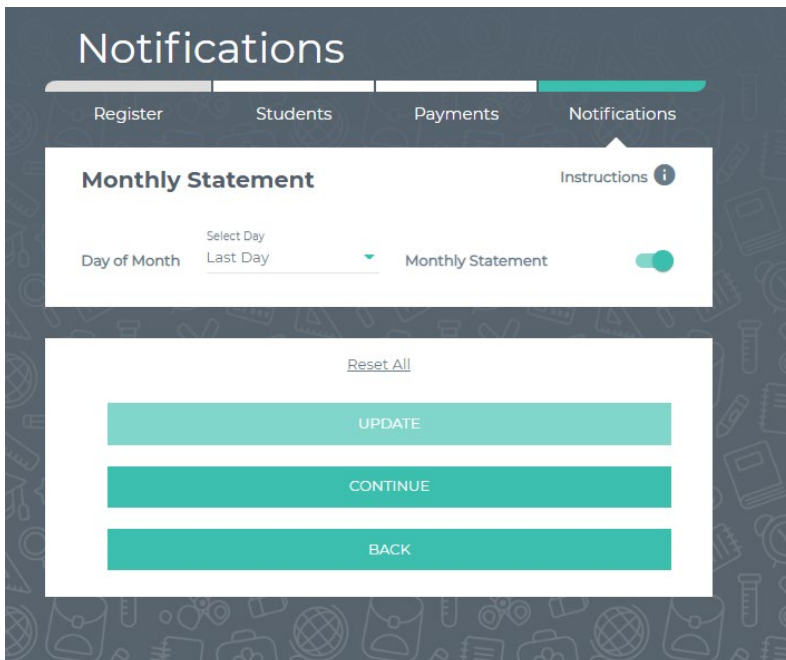 Notifications
Register Students Payments Notifications
Monthly Statement Instructions i
Select Day
Day of Month Last Day Monthly Statement
Reset All
UPDATE
CONTINUE
BACK